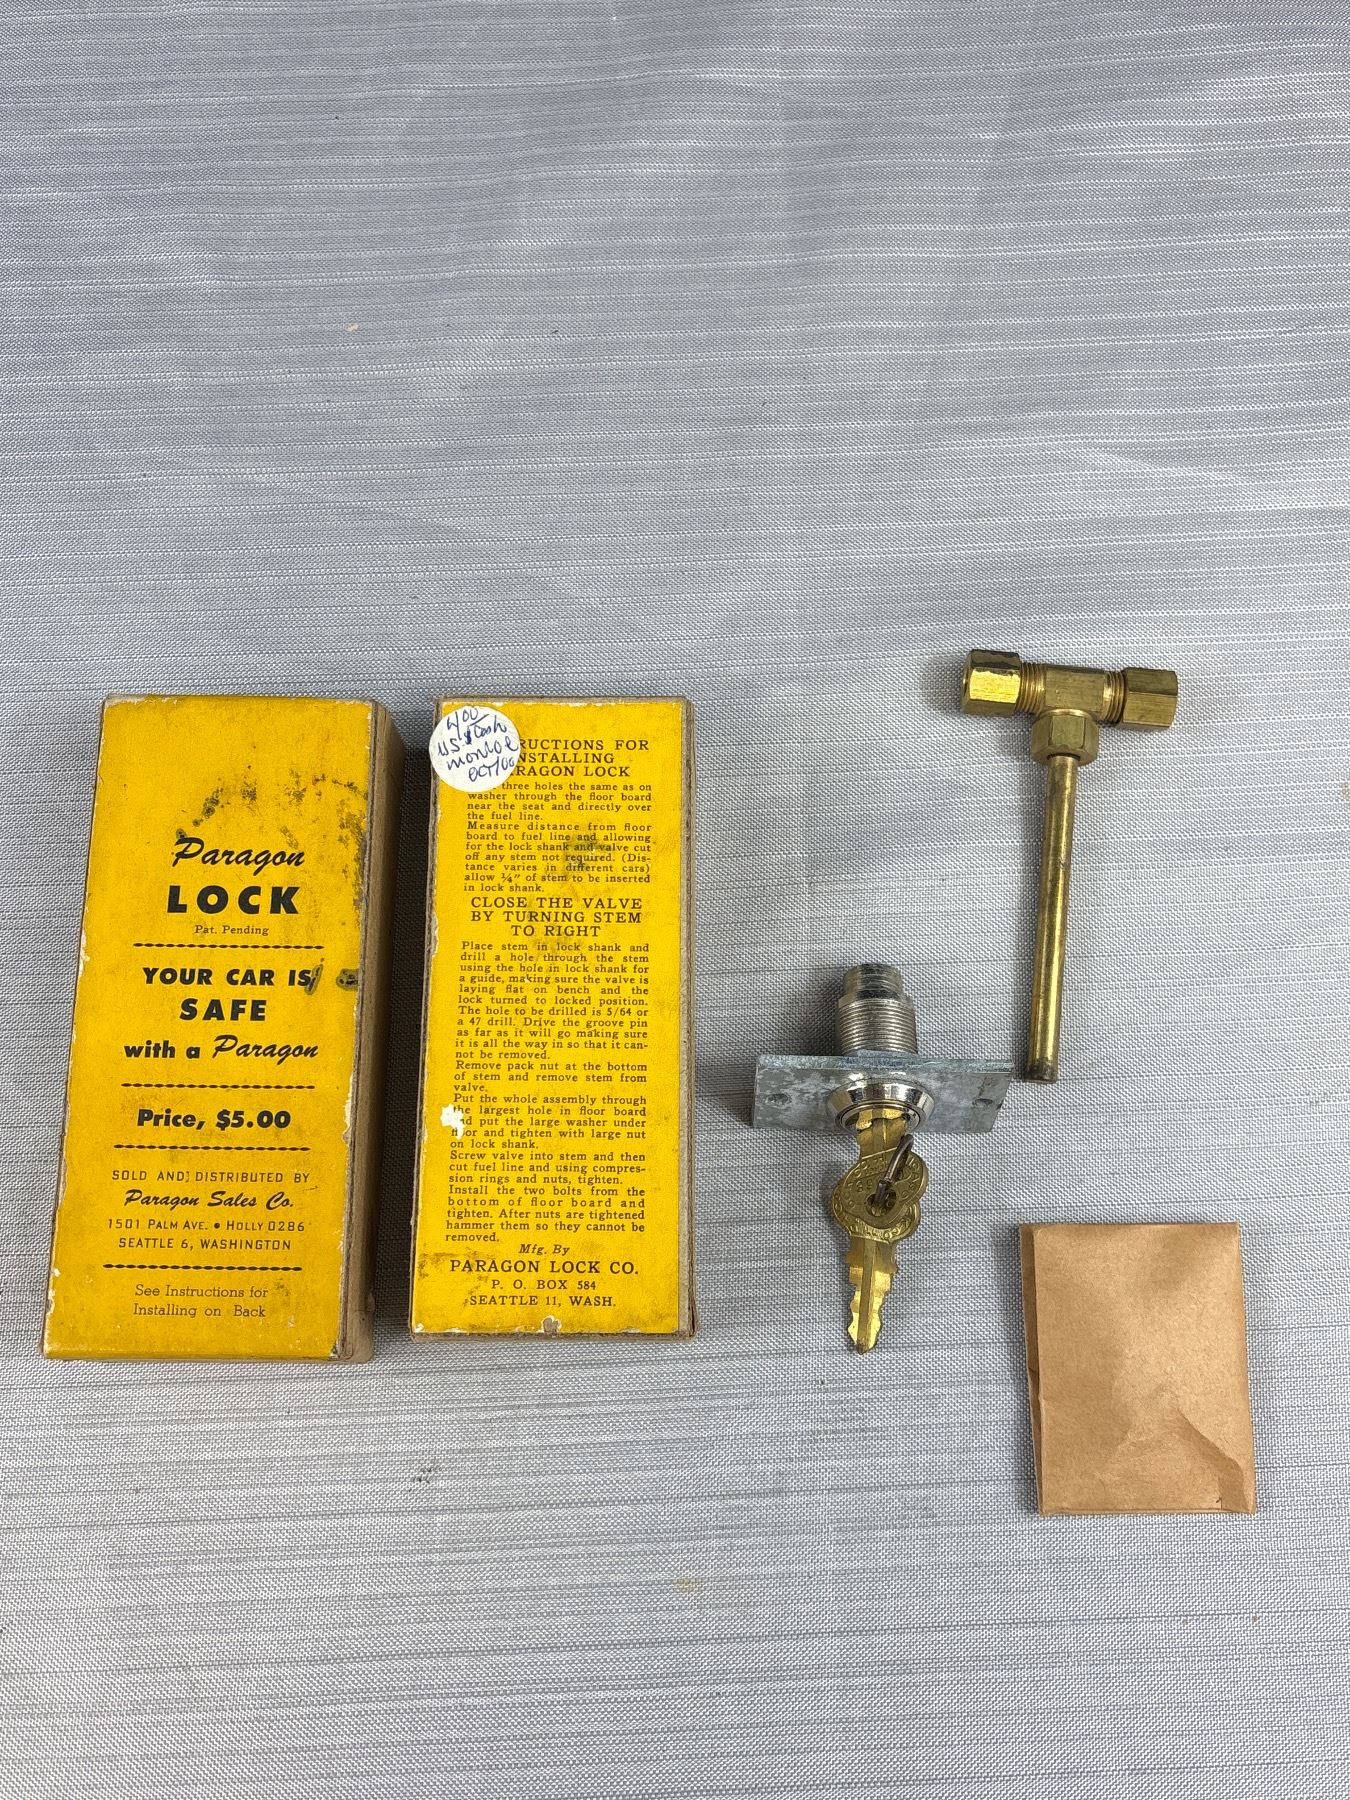 Paragon
LOCK
Pat. Pending
YOUR CAR IS
SAFE
with a Paragon
Price, $5.00
SOLD AND DISTRIBUTED BY
Paragon Sales Co.
1501 PALM AVE. • HOLLY 0286
SEATTLE 6, WASHINGTON
See Instructions for
Installing on Back
400
US $ Cash
Monroe
OCT/00
RUCTIONS FOR
NSTALLING
RAGON LOCK
three holes the same as on
washer through the floor board
near the seat and directly over
the fuel line.
Measure distance from floor
board to fuel line and allowing
for the lock shank and valve cut
off any stem not required. (Dis-
tance varies in different cars)
allow ¼" of stem to be inserted
in lock shank.
CLOSE THE VALVE
BY TURNING STEM
TO RIGHT
Place stem in lock shank and
drill a hole through the stem
using the hole in lock shank for
a guide, making sure the valve is
laying flat on bench and the
lock turned to locked position.
The hole to be drilled is 5/64 or
a 47 drill. Drive the groove pin
as far as it will go making sure
it is all the way in so that it can-
not be removed.
Remove pack nut at the bottom
of stem and remove stem from
valve.
Put the whole assembly through
the largest hole in floor board
and put the large washer under
floor and tighten with large nut
on lock shank.
Screw valve into stem and then
cut fuel line and using compres-
sion rings and nuts, tighten.
Install the two bolts from the
bottom of floor board and
tighten. After nuts are tightened
hammer them so they cannot be
removed.
Mfg. By
PARAGON LOCK CO.
P. O. BOX 584
SEATTLE 11, WASH.